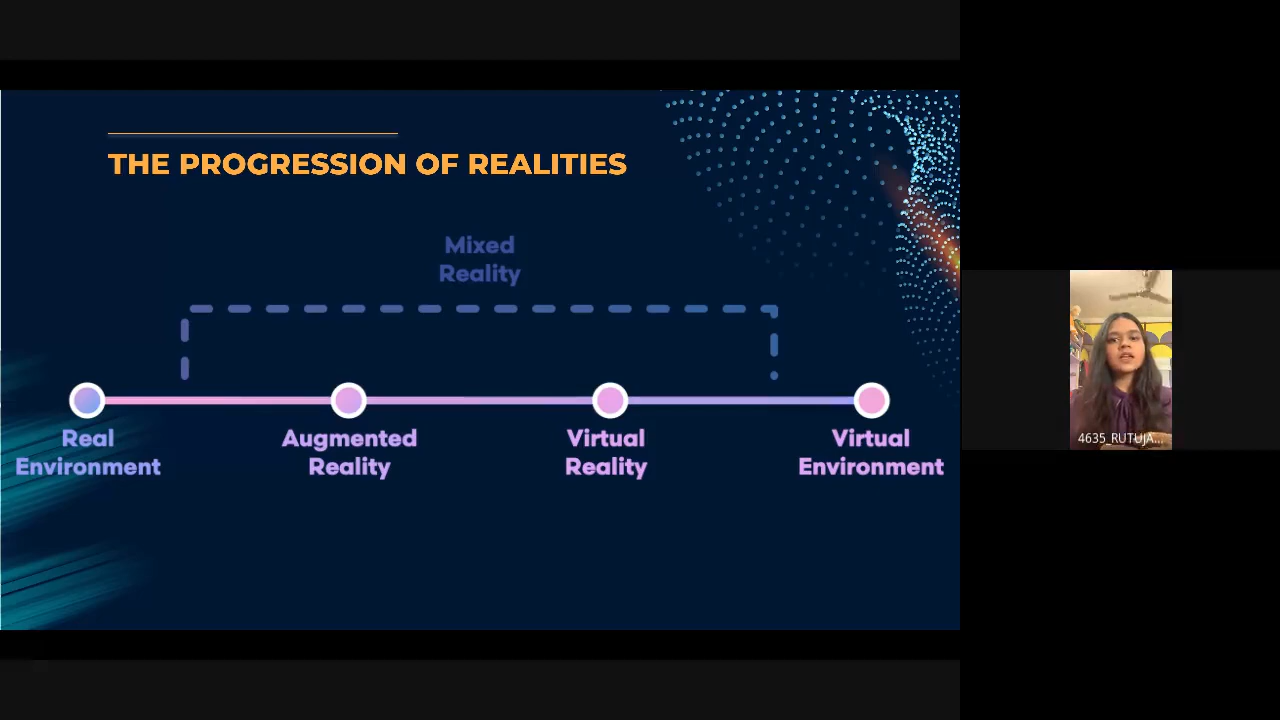 THE PROGRESSION OF REALITIES
Mixed
Reality
Real
Environment
Augmented
Reality
Virtual
Reality
Virtual
Environment
4635_RUTUJA...